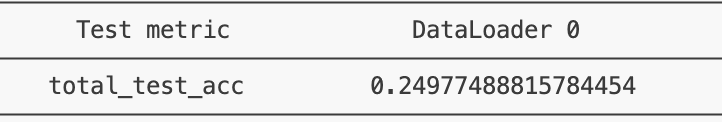 Test metric DataLoader 0
total_test_acc 0.24977488815784454